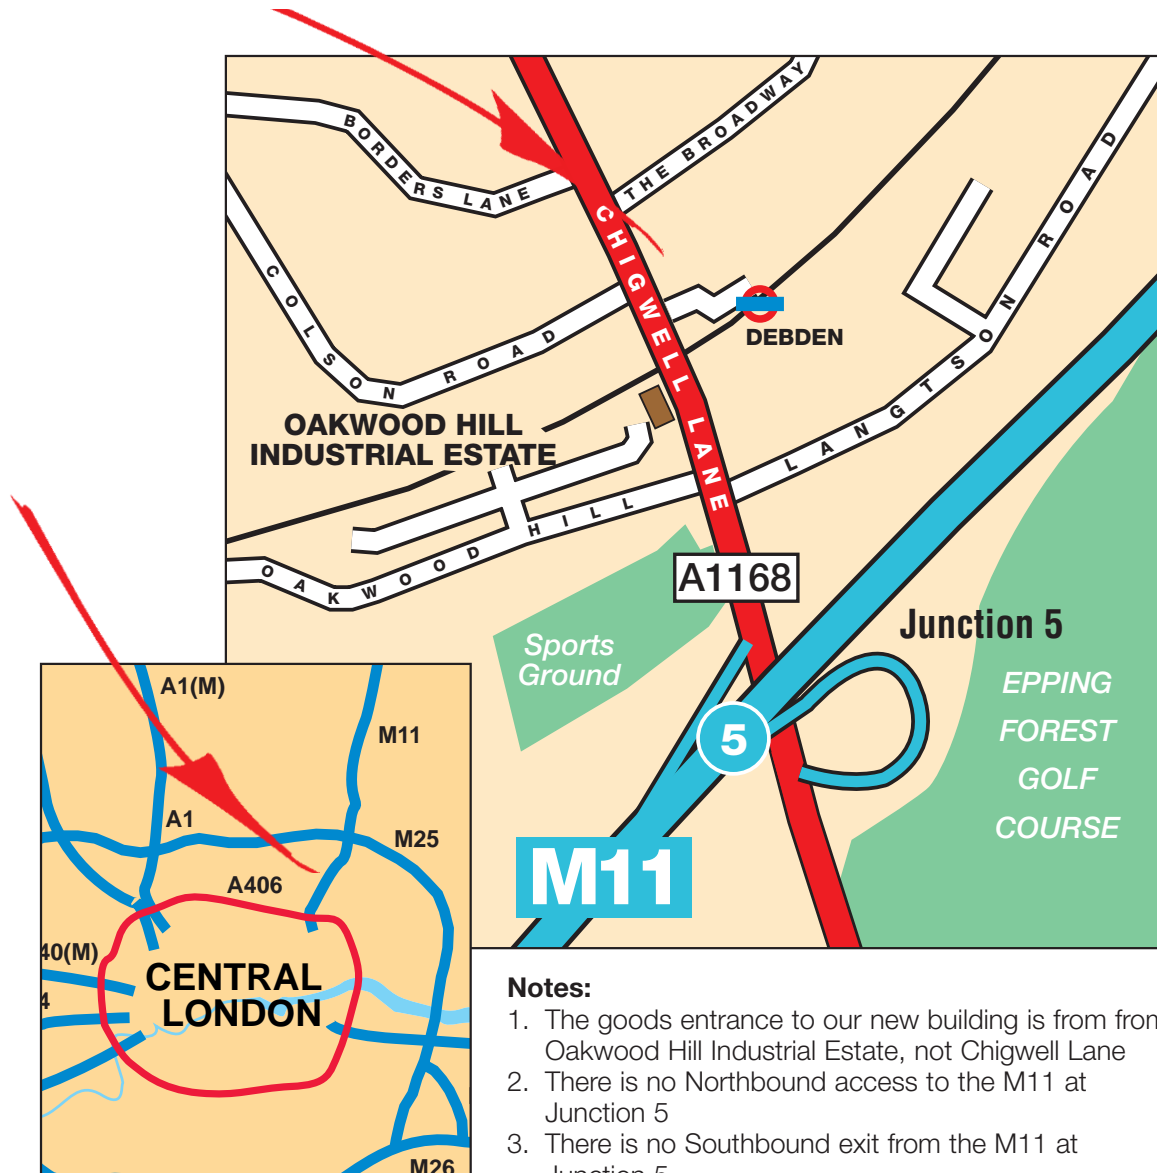 BORDERS LANE
THE BROADWAY
CHIGWELL LANE
COLSON ROAD
DEBDEN
OAKWOOD HILL
INDUSTRIAL ESTATE
LANGTSON ROAD
OAKWOOD HILL
A1168
Sports
Ground
Junction 5
EPPING
FOREST
GOLF
COURSE
5
M11
A1(M)
M11
A1
M25
A406
40(M)
4
CENTRAL
LONDON
M26
Notes:
1. The goods entrance to our new building is from fron
Oakwood Hill Industrial Estate, not Chigwell Lane
2. There is no Northbound access to the M11 at
Junction 5
3. There is no Southbound exit from the M11 at
Junction 5